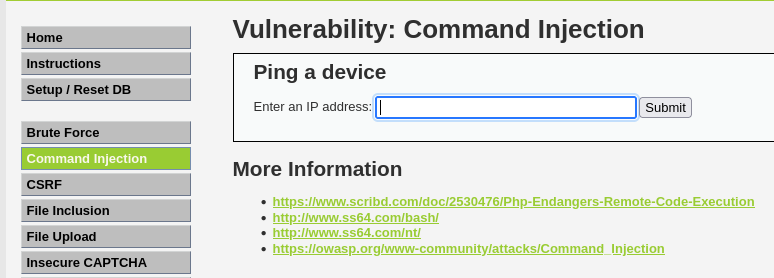 Home
Instructions
Setup / Reset DB
Brute Force
Command Injection
CSRF
File Inclusion
File Upload
Insecure CAPTCHA
Vulnerability: Command Injection
Ping a device
Enter an IP address:
Submit
More Information
https://www.scribd.com/doc/2530476/Php-Endangers-Remote-Code-Execution
http://www.ss64.com/bash/
http://www.ss64.com/nt/
https://owasp.org/www-community/attacks/Command_Injection